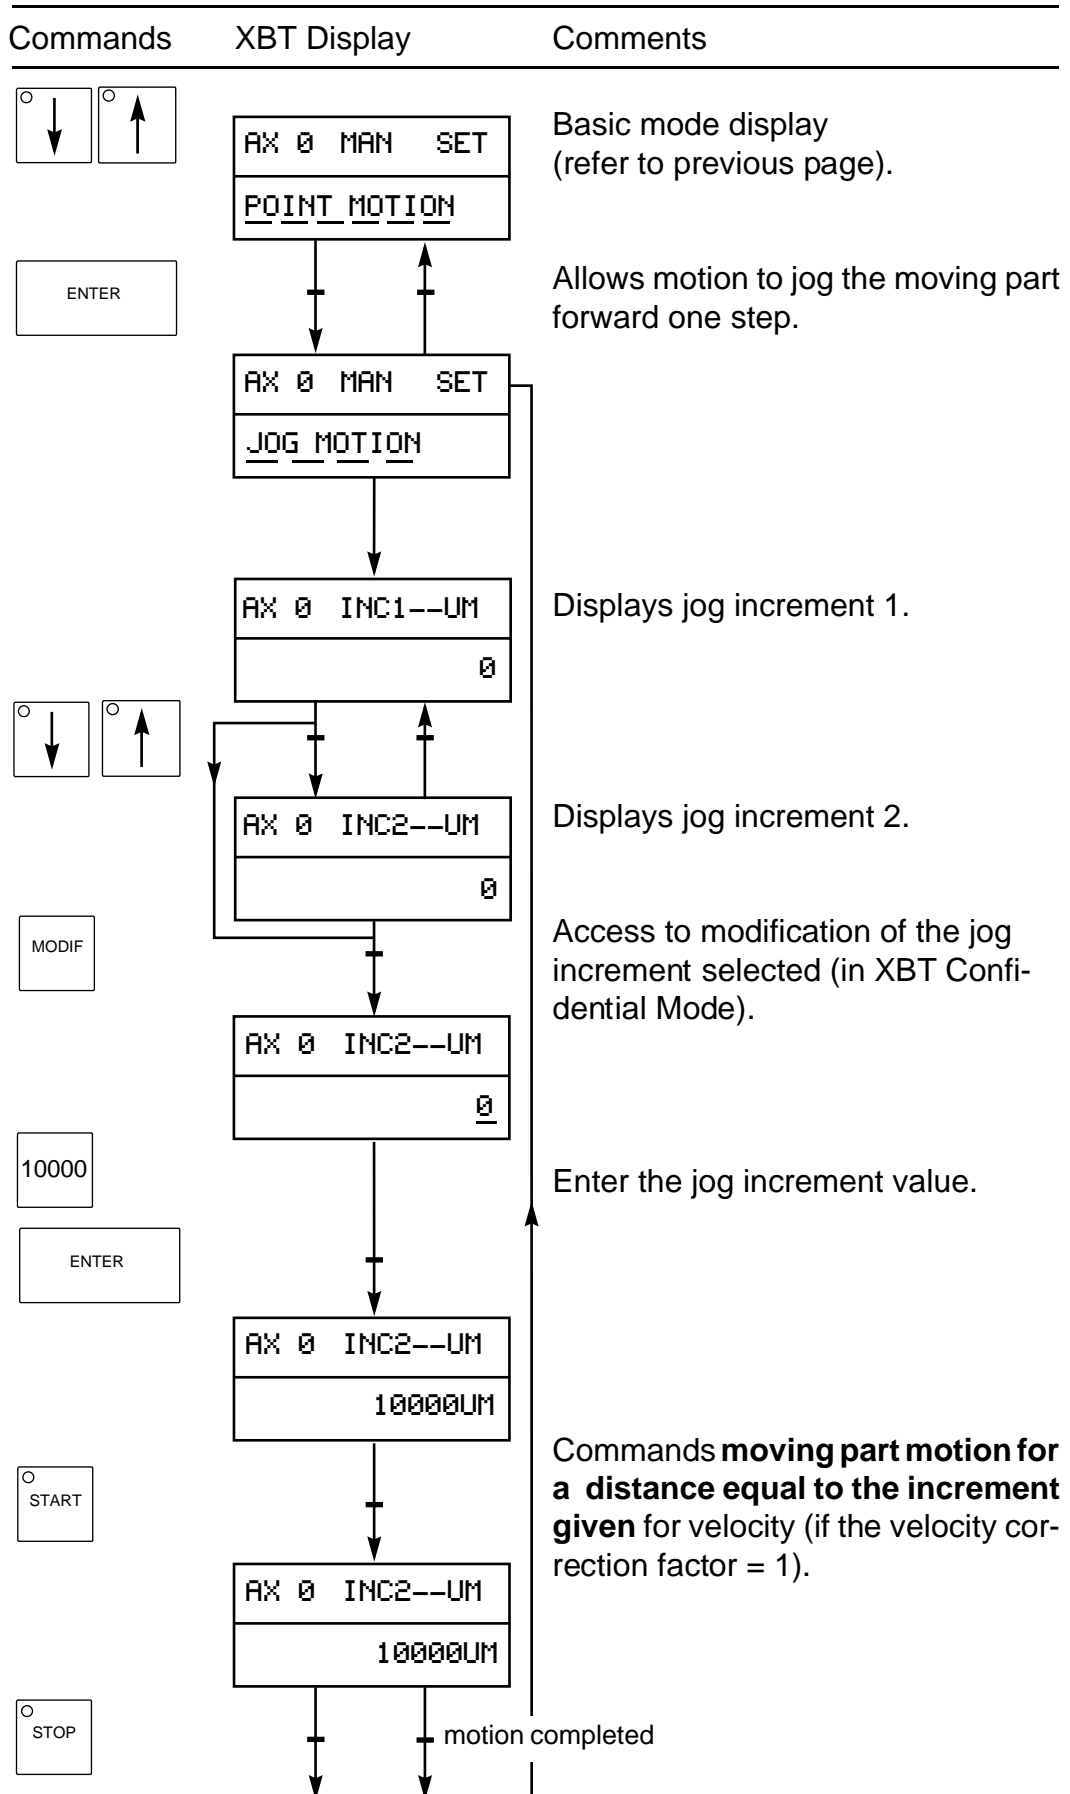 Commands XBT Display Comments
AX 0 MAN SET
POINT MOTION
Basic mode display
(refer to previous page).
ENTER
Allows motion to jog the moving part
forward one step.
AX 0 MAN SET
JOG MOTION
AX 0 INC1--UM
0
Displays jog increment 1.
AX 0 INC2--UM
0
Displays jog increment 2.
MODIF
Access to modification of the jog
increment selected (in XBT Confi-
dential Mode).
AX 0 INC2--UM
0
10000
Enter the jog increment value.
ENTER
AX 0 INC2--UM
10000UM
START
Commands moving part motion for
a distance equal to the increment
given for velocity (if the velocity cor-
rection factor = 1).
AX 0 INC2--UM
10000UM
STOP
motion completed